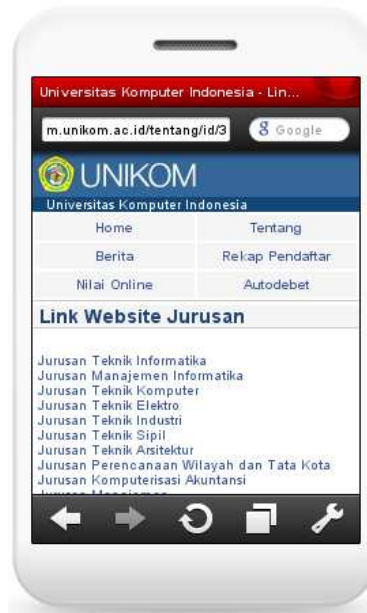 Universitas Komputer Indonesia - Lin...
m.unikom.ac.id/tentang/id/3
g Google
UNIKOM
Universitas Komputer Indonesia
Home Tentang
Berita Rekap Pendaftar
Nilai Online Autodebet
Link Website Jurusan
Jurusan Teknik Informatika
Jurusan Manajemen Informatika
Jurusan Teknik Komputer
Jurusan Teknik Elektro
Jurusan Teknik Industri
Jurusan Teknik Sipil
Jurusan Teknik Arsitektur
Jurusan Perencanaan Wilayah dan Tata Kota
Jurusan Komputerisasi Akuntansi
Jurusan Manajemen